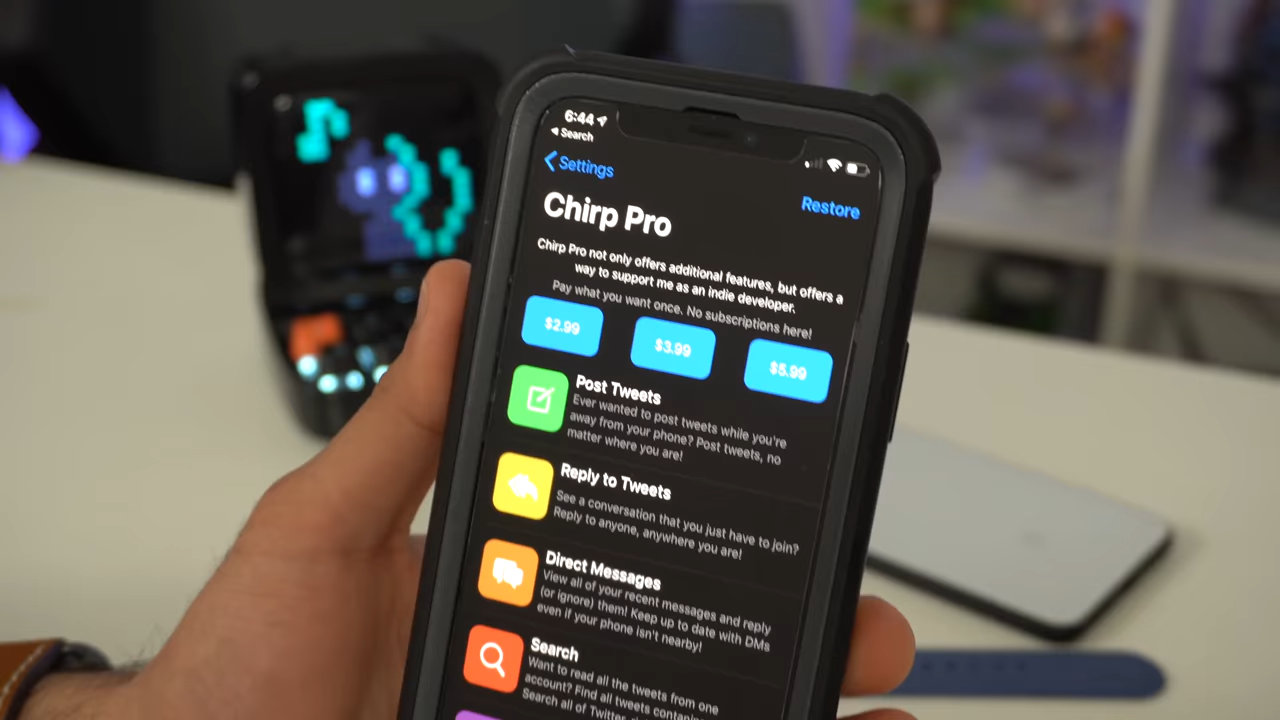 6:44
Search
Settings
Restore
Chirp Pro
Chirp Pro not only offers additional features, but offers a
way to support me as an indie developer.
Pay what you want once. No subscriptions here!
$2.99
$3.99
$5.99
Post Tweets
Ever wanted to post tweets while you're
away from your phone? Post tweets, no
matter where you are!
Reply to Tweets
See a conversation that you just have to join?
Reply to anyone, anywhere you are!
Direct Messages
View all of your recent messages and reply
(or ignore) them! Keep up to date with DMs
even if your phone isn't nearby!
Search
Want to read all the tweets from one
account? Find all tweets
Search all of Twitter,